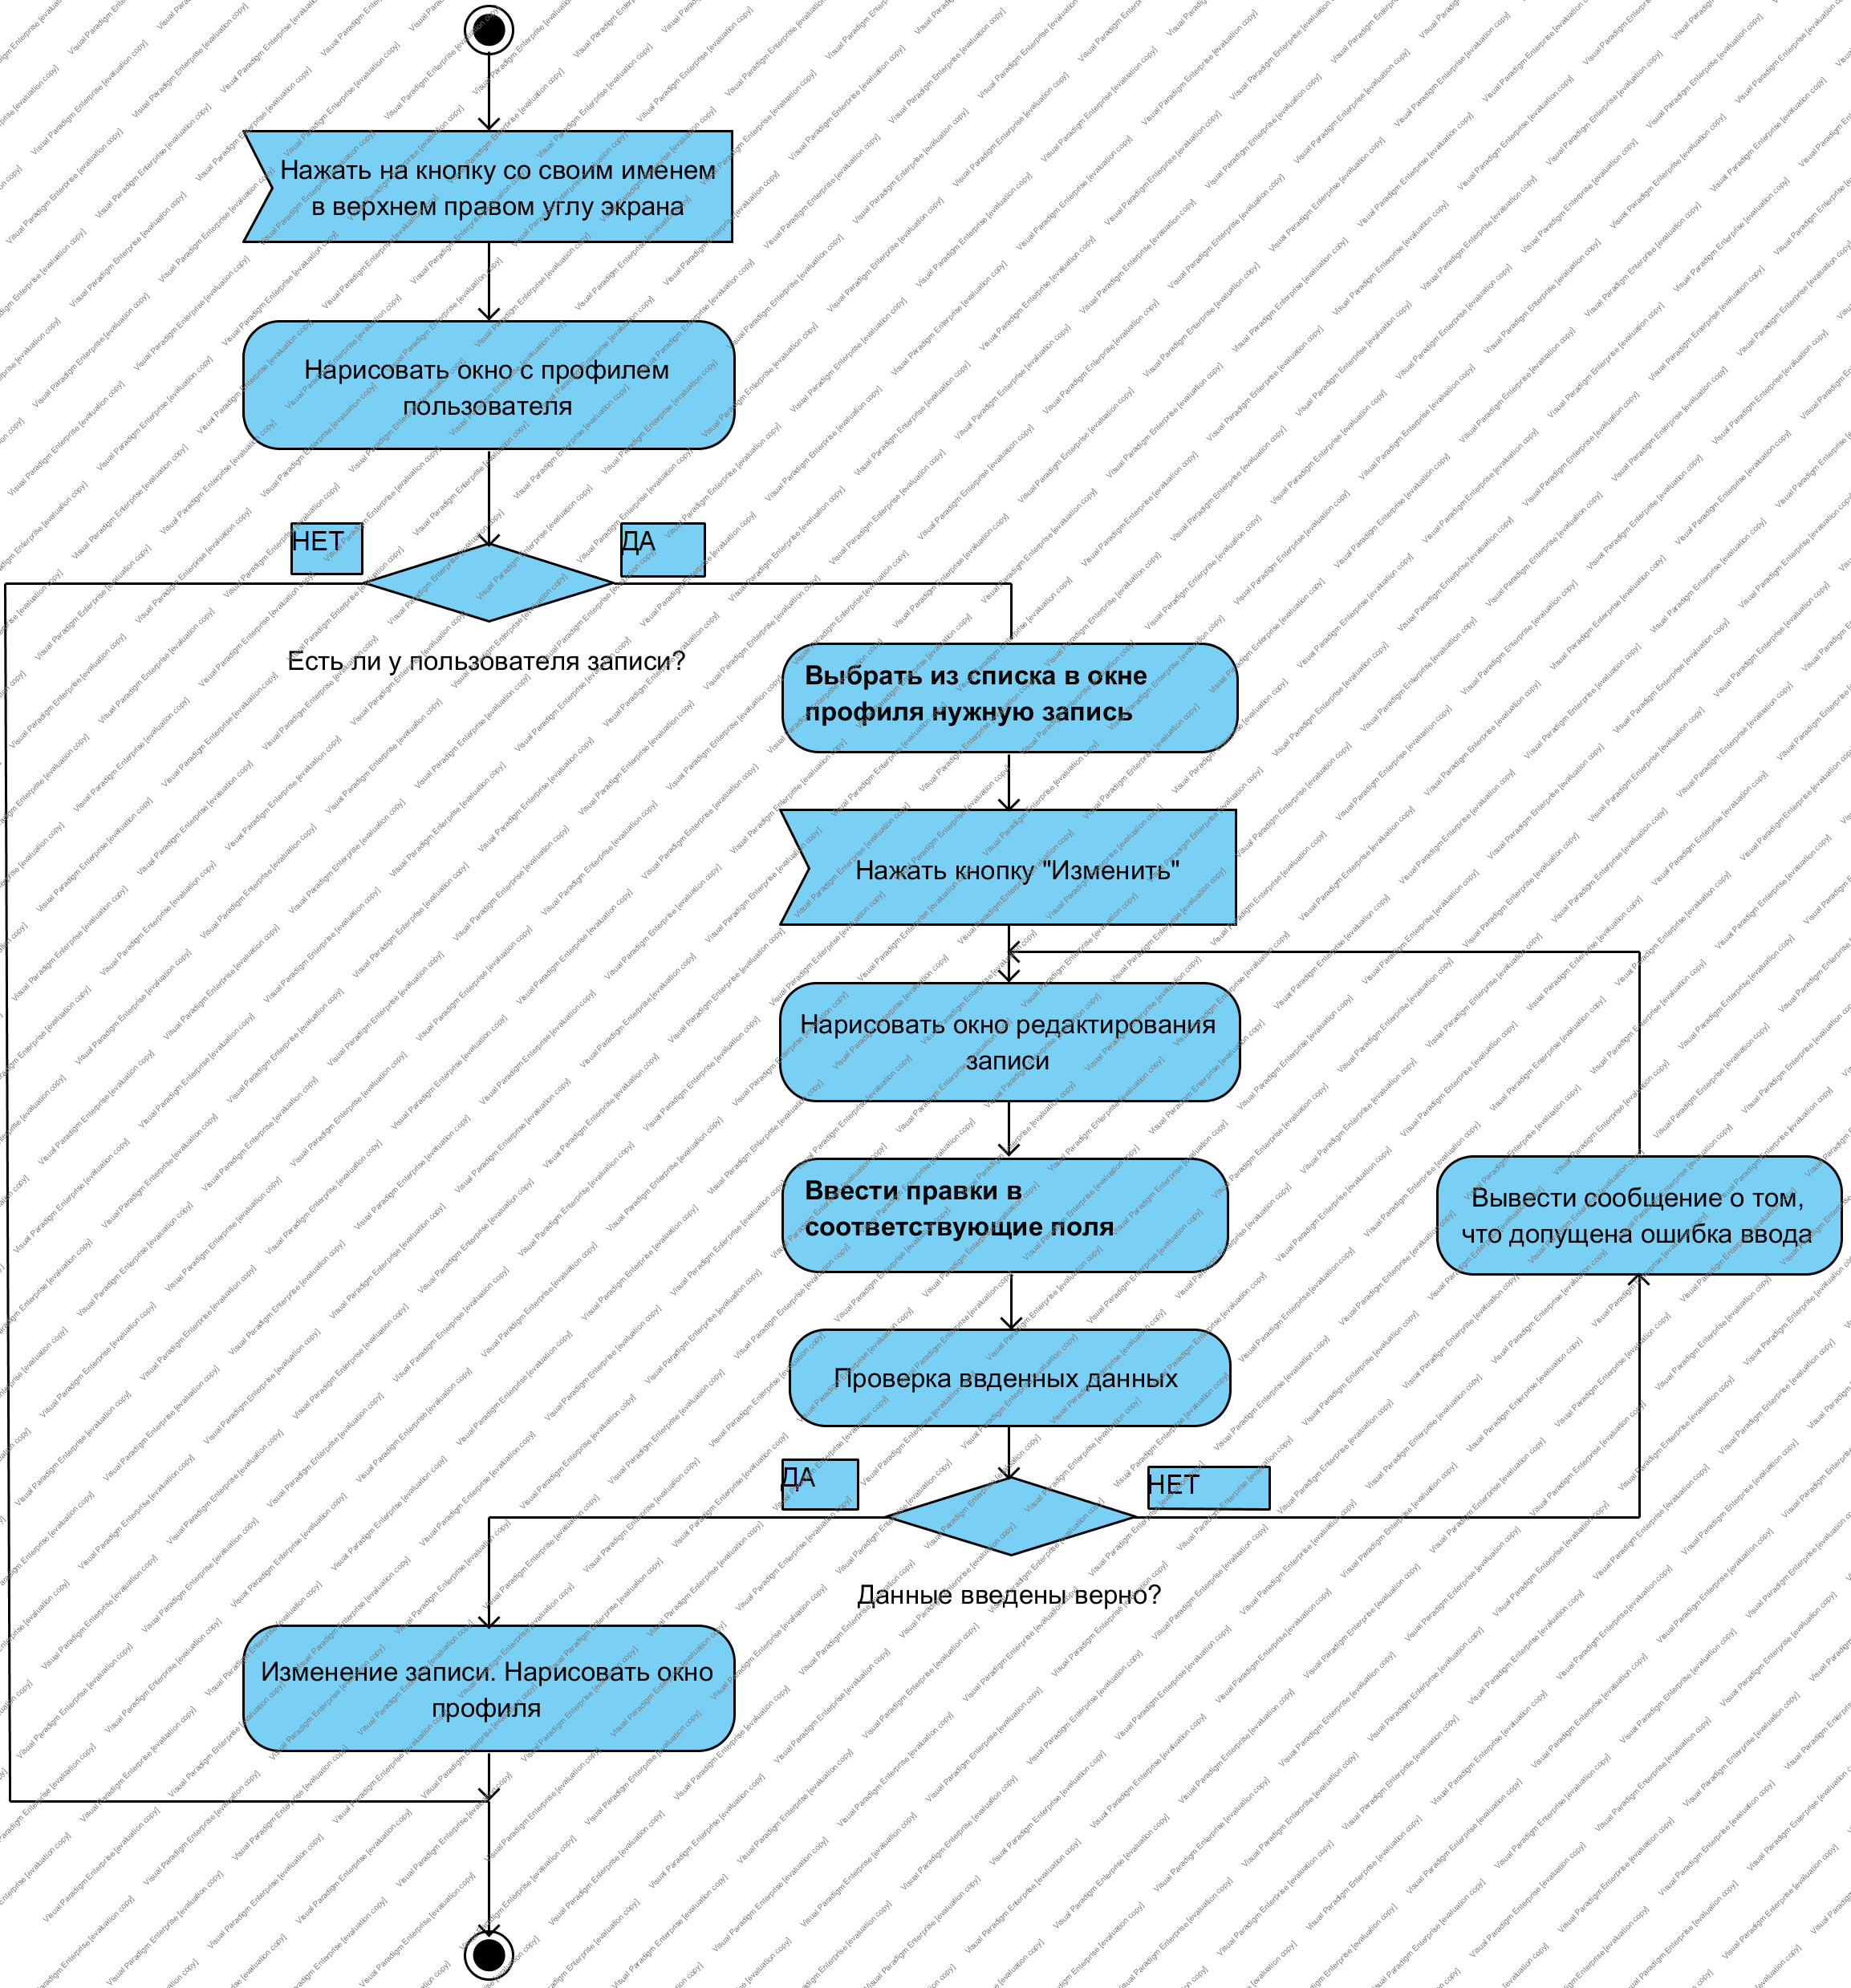 Нажать на кнопку со своим именем
в верхнем правом углу экрана
Нарисовать окно с профилем
пользователя
НЕТ
ДА
Есть ли у пользователя записи?
Выбрать из списка в окне
профиля нужную запись
Нажать кнопку "Изменить"
Нарисовать окно редактирования
записи
Ввести правки в
соответствующие поля
Вывести сообщение о том,
что допущена ошибка ввода
Проверка ввденных данных
ДА
НЕТ
Данные введены верно?
Изменение записи. Нарисовать окно
профиля
Visual Paradigm Enterprise [evaluation copy]